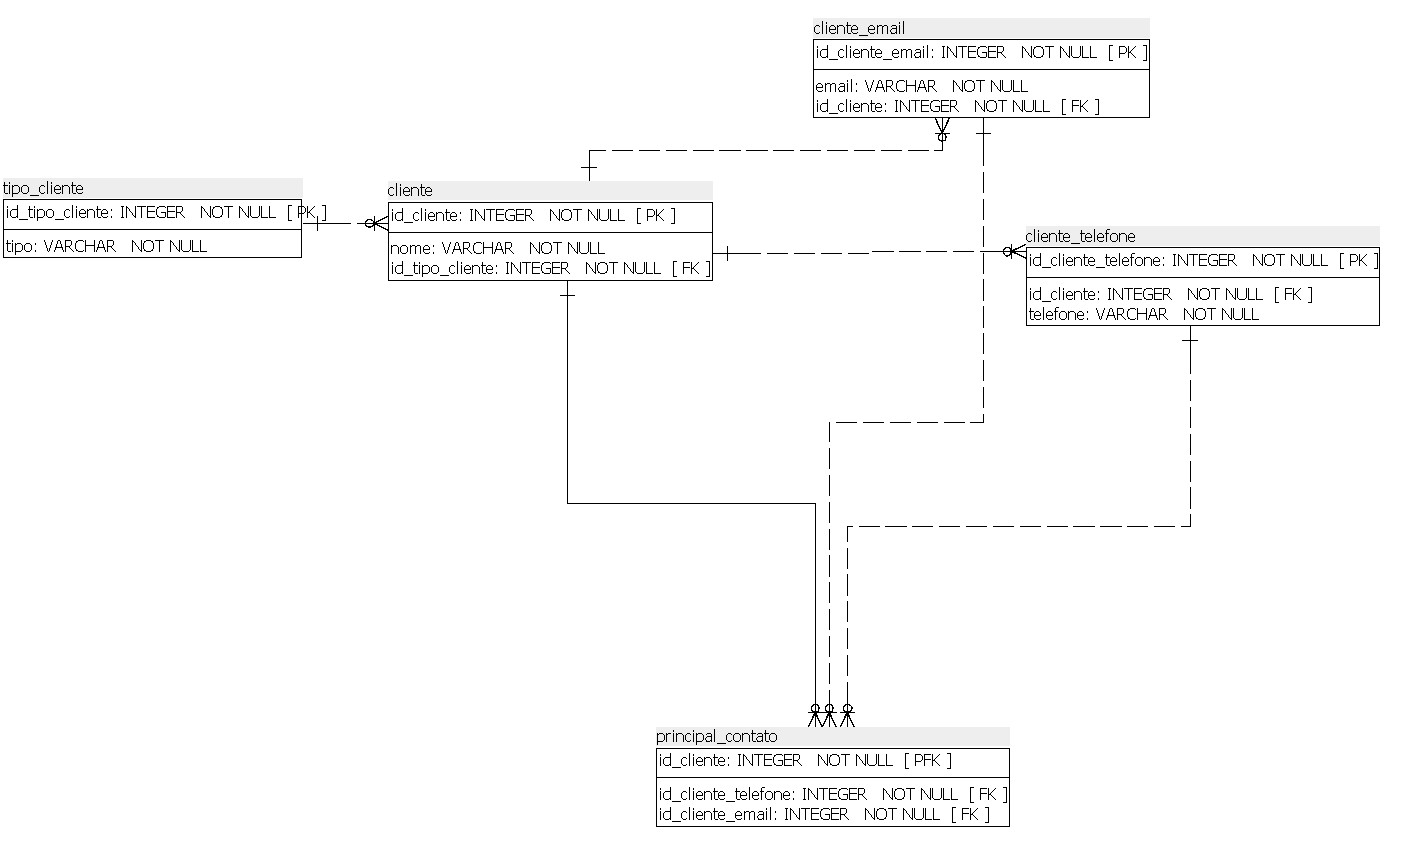 cliente_email
id_cliente_email: INTEGER NOT NULL [ PK ]
email: VARCHAR NOT NULL
id_cliente: INTEGER NOT NULL [ FK ]
tipo_cliente
id_tipo_cliente: INTEGER NOT NULL [ PK ]
tipo: VARCHAR NOT NULL
cliente
id_cliente: INTEGER NOT NULL [ PK ]
nome: VARCHAR NOT NULL
id_tipo_cliente: INTEGER NOT NULL [ FK ]
cliente_telefone
id_cliente_telefone: INTEGER NOT NULL [ PK ]
id_cliente: INTEGER NOT NULL [ FK ]
telefone: VARCHAR NOT NULL
principal_contato
id_cliente: INTEGER NOT NULL [ PFK ]
id_cliente_telefone: INTEGER NOT NULL [ FK ]
id_cliente_email: INTEGER NOT NULL [ FK ]